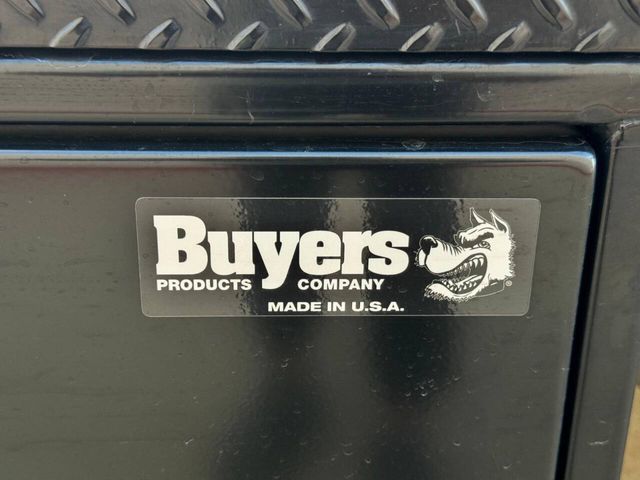 Buyers
PRODUCTS COMPANY
MADE IN U.S.A.
®